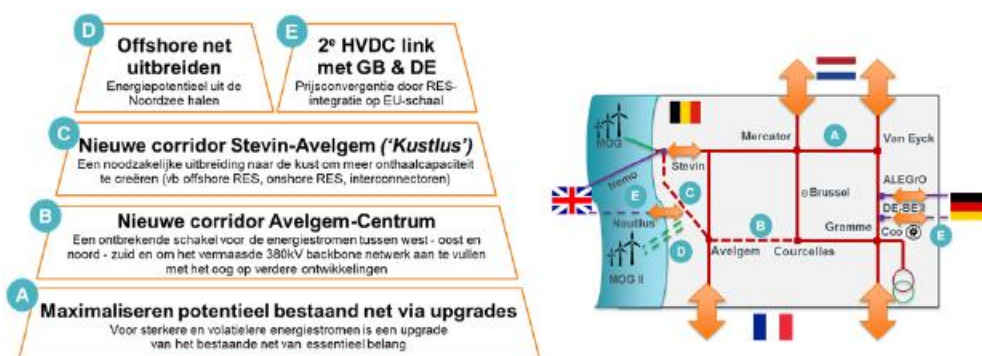 D
Offshore net
uitbreiden
Energiepotentieel uit de
Noordzee halen
E
2e HVDC link
met GB & DE
Prijsconvergentie door RES-
integratie op EU-schaal
C
Nieuwe corridor Stevin-Avelgem ('Kustlus')
Een noodzakelijke uitbreiding naar de kust om meer onthaalcapaciteit
te creëren (vb offshore RES, onshore RES, interconnectoren)
B
Nieuwe corridor Avelgem-Centrum
Een ontbrekende schakel voor de energiestromen tussen west - oost en
noord - zuid en om het vermaasde 380kV backbone netwerk aan te vullen
met het oog op verdere ontwikkelingen
A
Maximaliseren potentieel bestaand net via upgrades
Voor sterkere en volatielere energiestromen is een upgrade
van het bestaande net van essentieel belang
MOG
Mercator
A
Van Eyck
Stevin
Nemo
ALEGrO
Brussel
E
C
DE-BE II
Nautilus
Gramme
Coo
E
B
D
MOG II
Avelgem
Courcelles